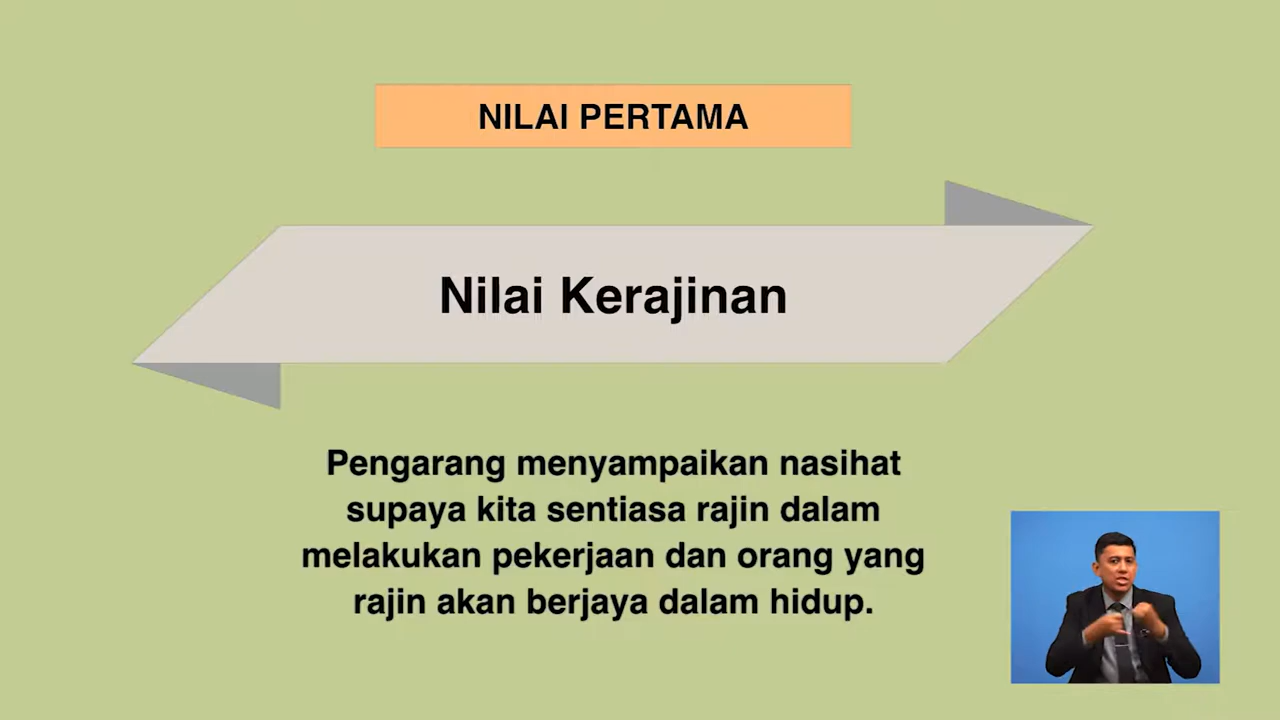 NILAI PERTAMA
Nilai Kerajinan
Pengarang menyampaikan nasihat
supaya kita sentiasa rajin dalam
melakukan pekerjaan dan orang yang
rajin akan berjaya dalam hidup.